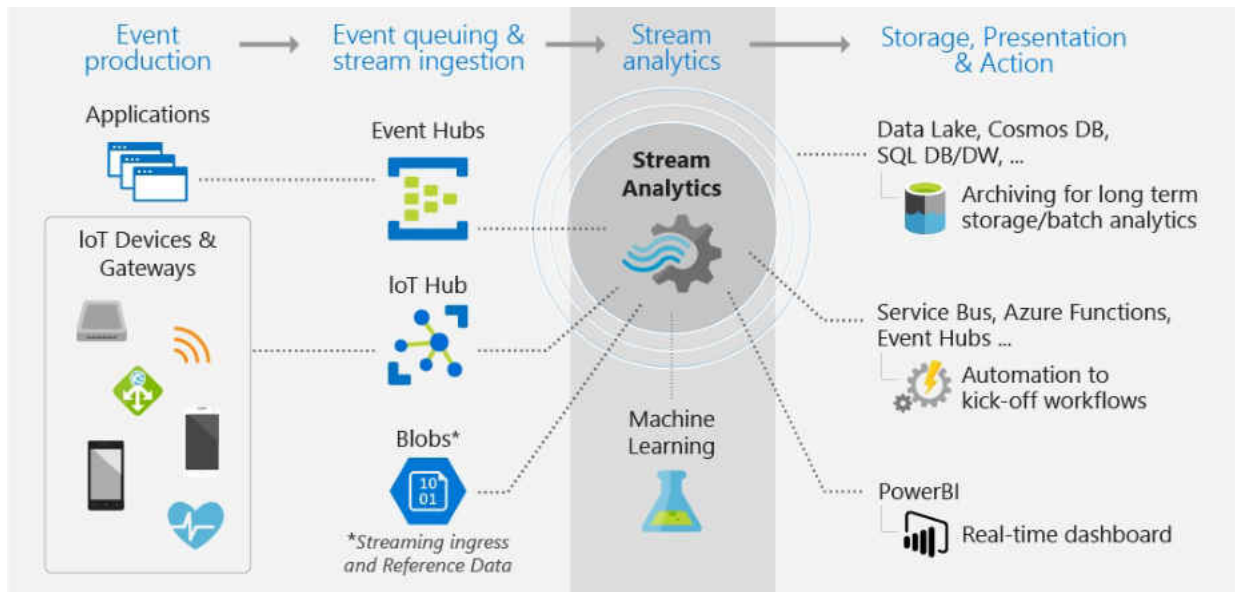 Event
production
Event queuing &
stream ingestion
Stream
analytics
Storage, Presentation
& Action
Applications
IoT Devices &
Gateways
Event Hubs
IoT Hub
Blobs*
10
01
*Streaming ingress
and Reference Data
Stream
Analytics
Machine
Learning
Data Lake, Cosmos DB,
SQL DB/DW, ...
Archiving for long term
storage/batch analytics
Service Bus, Azure Functions,
Event Hubs ...
Automation to
kick-off workflows
PowerBI
Real-time dashboard